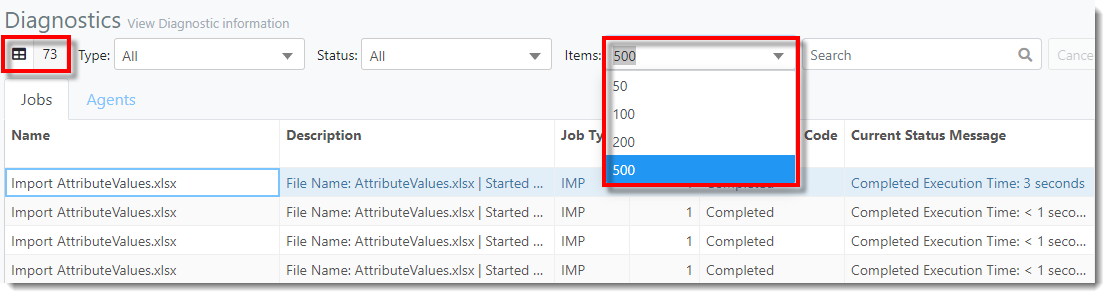 Diagnostics View Diagnostic information
73 Type: All Status: All Items: 500 Search Cance
50
100
200
500
Jobs Agents
Name Description Job Ty Code Current Status Message
Import AttributeValues.xlsx File Name: AttributeValues.xlsx | Started ... IMP 1 Completed Completed Execution Time: 3 seconds
Import AttributeValues.xlsx File Name: AttributeValues.xlsx | Started ... IMP 1 Completed Completed Execution Time: < 1 seco...
Import AttributeValues.xlsx File Name: AttributeValues.xlsx | Started ... IMP 1 Completed Completed Execution Time: < 1 seco...
Import AttributeValues.xlsx File Name: AttributeValues.xlsx | Started ... IMP 1 Completed Completed Execution Time: < 1 seco...